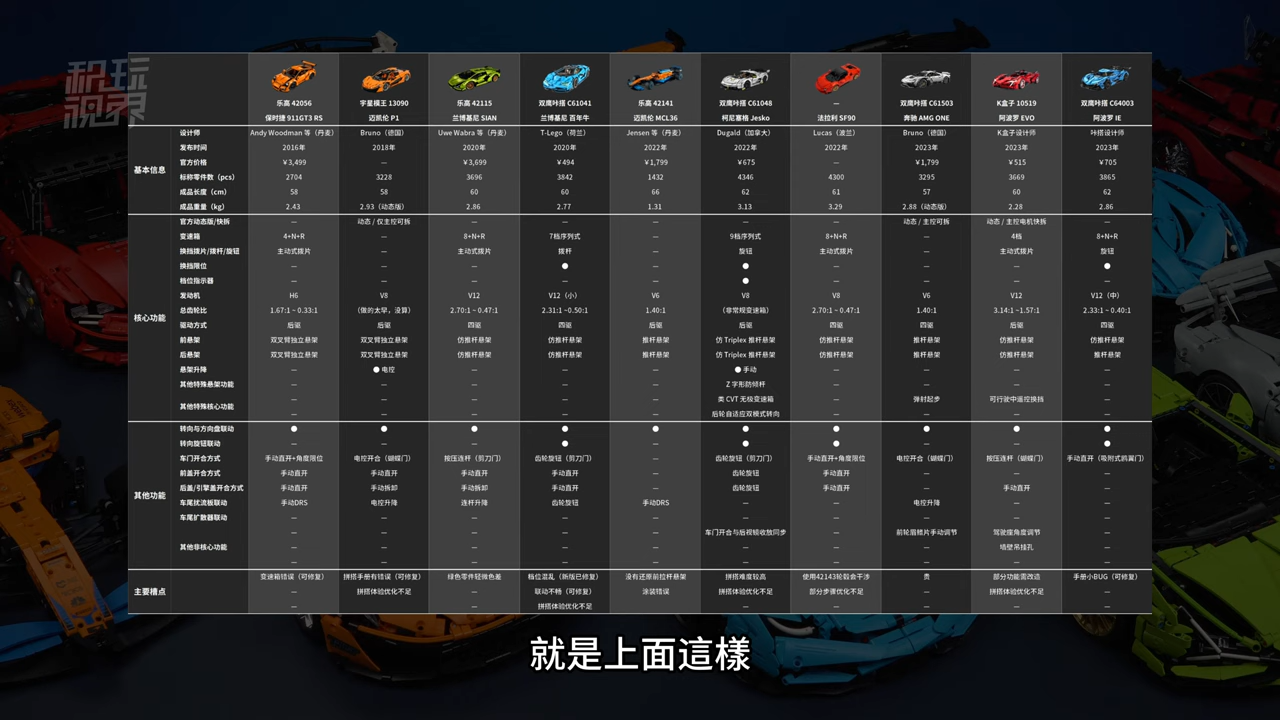 积玩
视界
乐高 42056 宇星模王 13090 乐高 42115 双鹰咔搭 C61041 乐高 42141 双鹰咔搭 C61048 — 双鹰咔搭 C61503 K盒子 10519 双鹰咔搭 C64003
保时捷 911GT3 RS 迈凯伦 P1 兰博基尼 SIAN 兰博基尼 百年牛 迈凯伦 MCL36 柯尼塞格 Jesko 法拉利 SF90 奔驰 AMG ONE 阿波罗 EVO 阿波罗 IE
基本信息
设计师 Andy Woodman 等（丹麦） Bruno（德国） Uwe Wabra 等（丹麦） T-Lego（荷兰） Jensen 等（丹麦） Dugald（加拿大） Lucas（波兰） Bruno（德国） K盒子设计师 咔搭设计师
发布时间 2016年 2018年 2020年 2020年 2022年 2022年 2022年 2023年 2023年 2023年
官方价格 ￥3,499 — ￥3,699 ￥494 ￥1,799 ￥675 — ￥1,799 ￥515 ￥705
标称零件数（pcs） 2704 3228 3696 3842 1432 4346 4300 3295 3669 3865
成品长度（cm） 58 58 60 60 66 62 61 57 60 62
成品重量（kg） 2.43 2.93（动态版） 2.86 2.77 1.31 3.13 3.29 2.88（动态版） 2.28 2.86
核心功能
官方动态版/快拆 — 动态 / 仅主控可拆 — — — — — 动态 / 主控可拆 动态 / 主控电机快拆 —
变速箱 4+N+R — 8+N+R 7档序列式 — 9档序列式 8+N+R — 4档 8+N+R
换挡拨片/拨杆/旋钮 主动式拨片 — 主动式拨片 拨杆 — 旋钮 主动式拨片 — 主动式拨片 旋钮
换挡限位 — — — ● — ● — — — ●
档位指示器 — — — — — ● — — — —
发动机 H6 V8 V12 V12（小） V6 V8 V8 V6 V12 V12（中）
总齿轮比 1.67:1 ~ 0.33:1 （做的太早，没算） 2.70:1 ~ 0.47:1 2.31:1 ~0.50:1 1.40:1 （非常规变速箱） 2.70:1 ~ 0.47:1 1.40:1 3.14:1 ~1.57:1 2.33:1 ~ 0.40:1
驱动方式 后驱 后驱 四驱 四驱 后驱 后驱 四驱 四驱 后驱 四驱
前悬架 双叉臂独立悬架 双叉臂独立悬架 仿推杆悬架 仿推杆悬架 推杆悬架 仿 Triplex 推杆悬架 仿推杆悬架 推杆悬架 仿推杆悬架 仿推杆悬架
后悬架 双叉臂独立悬架 双叉臂独立悬架 仿推杆悬架 仿推杆悬架 推杆悬架 仿 Triplex 推杆悬架 仿推杆悬架 推杆悬架 仿推杆悬架 推杆悬架
悬架升降 — ● 电控 — — — ● 手动 — — — —
其他特殊悬架功能 — — — — — Z 字形防倾杆 — — — —
其他特殊核心功能
— — — — — 类 CVT 无极变速箱 — 弹射起步 可行驶中遥控换挡 —
— — — — — 后轮自适应双模式转向 — — — —
其他功能
转向与方向盘联动 ● ● ● ● ● ● ● ● ● ●
转向旋钮联动 — — — ● — ● ● — — ●
车门开合方式 手动直开+角度限位 电控开合（蝴蝶门） 按压连杆（剪刀门） 齿轮旋钮（剪刀门） — 齿轮旋钮（剪刀门） 手动直开+角度限位 电控开合（蝴蝶门） 按压连杆（蝴蝶门） 手动直开（吸附式鸥翼门）
前盖开合方式 手动直开 手动直开 手动直开 手动直开 — 齿轮旋钮 手动直开 — — —
后盖/引擎盖开合方式 手动直开 手动拆卸 手动拆卸 手动直开 — 齿轮旋钮 手动直开 — 手动直开 —
车尾扰流板联动 手动DRS 电控升降 连杆升降 齿轮旋钮 手动DRS — — 电控升降 — —
车尾扩散器联动 — — — — — — — — — —
其他非核心功能
— — — — — 车门开合与后视镜收放同步 — 前轮眉鳍片手动调节 驾驶座角度调节 —
— — — — — — — — 墙壁吊挂孔 —
— — — — — — — — — —
主要槽点
变速箱错误（可修复） 拼搭手册有错误（可修复） 绿色零件轻微色差 档位混乱（新版已修复） 没有还原前拉杆悬架 拼搭难度较高 使用42143轮毂会干涉 贵 部分功能需改造 手册小BUG（可修复）
— 拼搭体验优化不足 — 联动不畅（可修复） 涂装错误 拼搭体验优化不足 部分步骤优化不足 — 拼搭体验优化不足 —
— — — 拼搭体验优化不足 — — — — — —
就是上面這樣